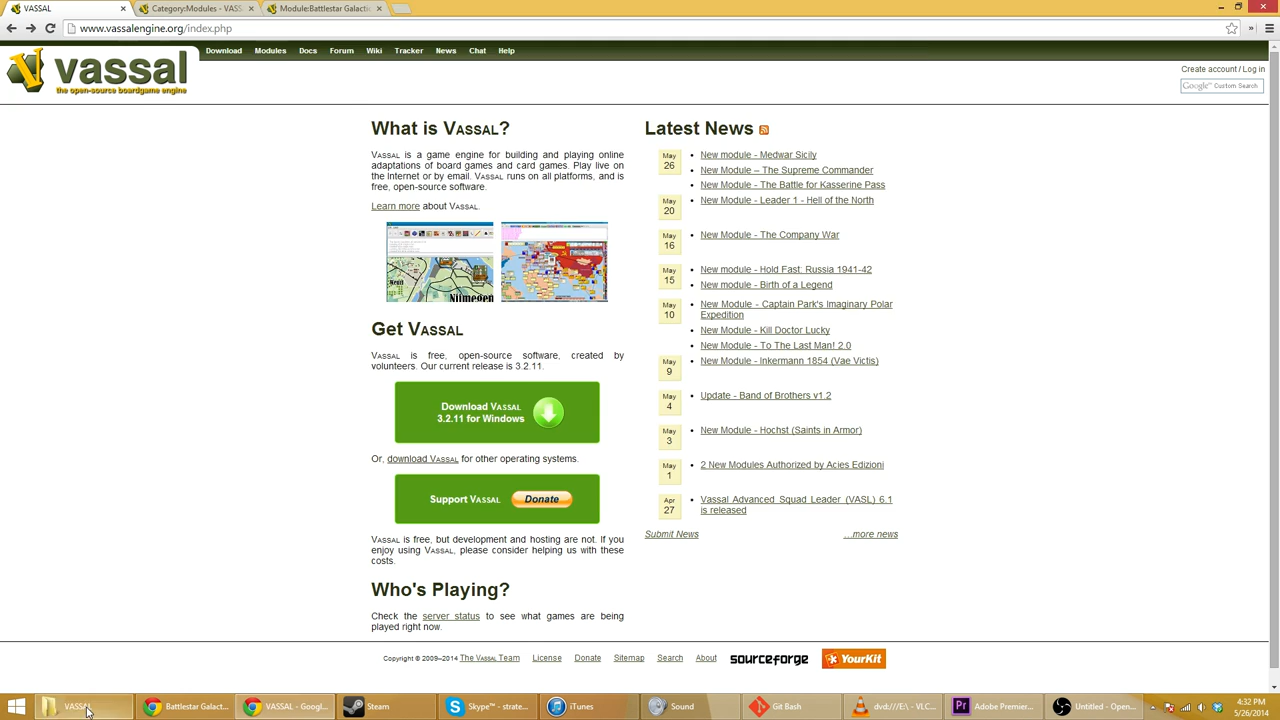 VASSAL
Category:Modules - VASS
Module:Battlestar Galactic
www.vassalengine.org/index.php
Download Modules Docs Forum Wiki Tracker News Chat Help
vassal
the open-source boardgame engine
Create account / Log in
Google™ Custom Search
What is VASSAL?
VASSAL is a game engine for building and playing online
adaptations of board games and card games. Play live on
the Internet or by email. VASSAL runs on all platforms, and is
free, open-source software.
Learn more about VASSAL.
Nijmegen
Get VASSAL
VASSAL is free, open-source software, created by
volunteers. Our current release is 3.2.11.
Download VASSAL
3.2.11 for Windows
Or, download VASSAL for other operating systems.
Support VASSAL Donate
VASSAL is free, but development and hosting are not. If you
enjoy using VASSAL, please consider helping us with these
costs.
Who's Playing?
Check the server status to see what games are being
played right now.
Latest News
May 26
New module - Medwar Sicily
New Module – The Supreme Commander
New Module - The Battle for Kasserine Pass
May 20
New Module - Leader 1 - Hell of the North
May 16
New Module - The Company War
May 15
New module - Hold Fast: Russia 1941-42
New module - Birth of a Legend
May 10
New Module - Captain Park's Imaginary Polar
Expedition
New Module - Kill Doctor Lucky
New Module - To The Last Man! 2.0
May 9
New Module - Inkermann 1854 (Vae Victis)
May 4
Update - Band of Brothers v1.2
May 3
New Module - Hochst (Saints in Armor)
May 1
2 New Modules Authorized by Acies Edizioni
Apr 27
Vassal Advanced Squad Leader (VASL) 6.1
is released
Submit News ...more news
Copyright © 2009–2014 The VASSAL Team License Donate Sitemap Search About sourceforge YourKit
VASSAL Battlestar Galact... VASSAL - Googl... Steam Skype™ - strate... iTunes Sound Git Bash dvd:///E:\ - VLC... Adobe Premier... Untitled - Open... 4:32 PM
5/26/2014